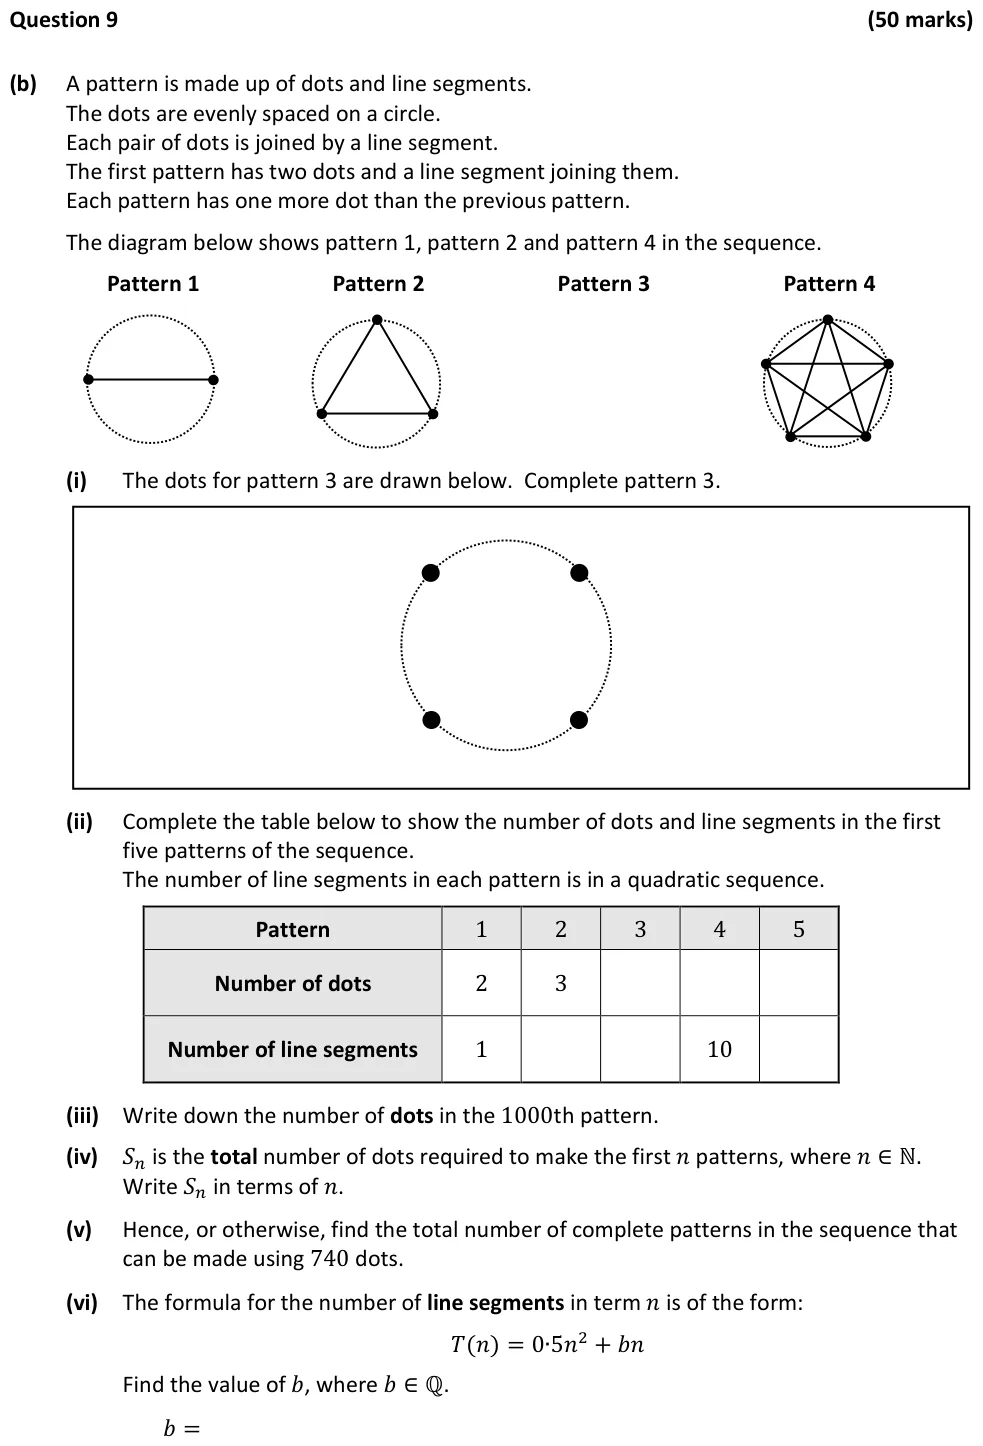 Question 9 (50 marks)
(b) A pattern is made up of dots and line segments.
The dots are evenly spaced on a circle.
Each pair of dots is joined by a line segment.
The first pattern has two dots and a line segment joining them.
Each pattern has one more dot than the previous pattern.
The diagram below shows pattern 1, pattern 2 and pattern 4 in the sequence.
Pattern 1 Pattern 2 Pattern 3 Pattern 4
(i) The dots for pattern 3 are drawn below. Complete pattern 3.
(ii) Complete the table below to show the number of dots and line segments in the first
five patterns of the sequence.
The number of line segments in each pattern is in a quadratic sequence.
Pattern 1 2 3 4 5
Number of dots 2 3
Number of line segments 1 10
(iii) Write down the number of dots in the 1000th pattern.
(iv) Sₙ is the total number of dots required to make the first n patterns, where n ∈ ℕ.
Write Sₙ in terms of n.
(v) Hence, or otherwise, find the total number of complete patterns in the sequence that
can be made using 740 dots.
(vi) The formula for the number of line segments in term n is of the form:
T(n) = 0·5n² + bn
Find the value of b, where b ∈ ℚ.
b =